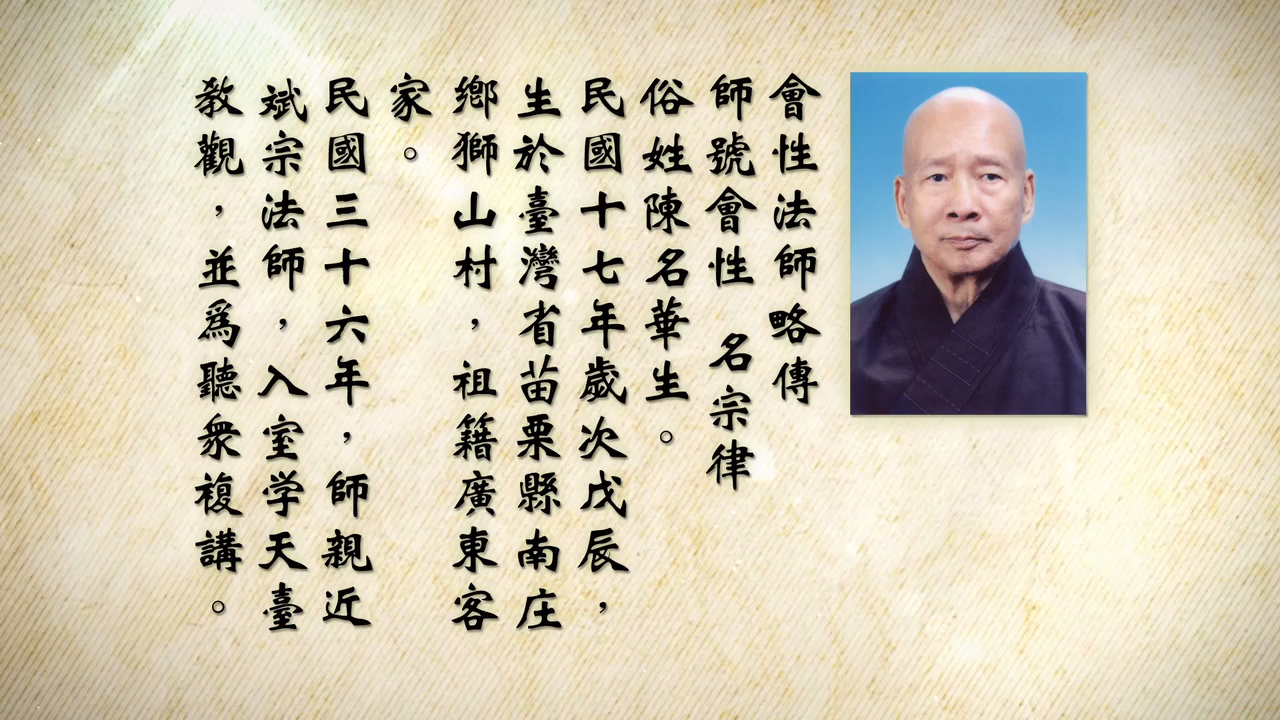 會性法師略傳
師號會性 名宗律
俗姓陳名華生。
民國十七年歲次戊辰，
生於臺灣省苗栗縣南庄
鄉獅山村，祖籍廣東客
家。
民國三十六年，師親近
斌宗法師，入室学天臺
教觀，並為聽衆複講。